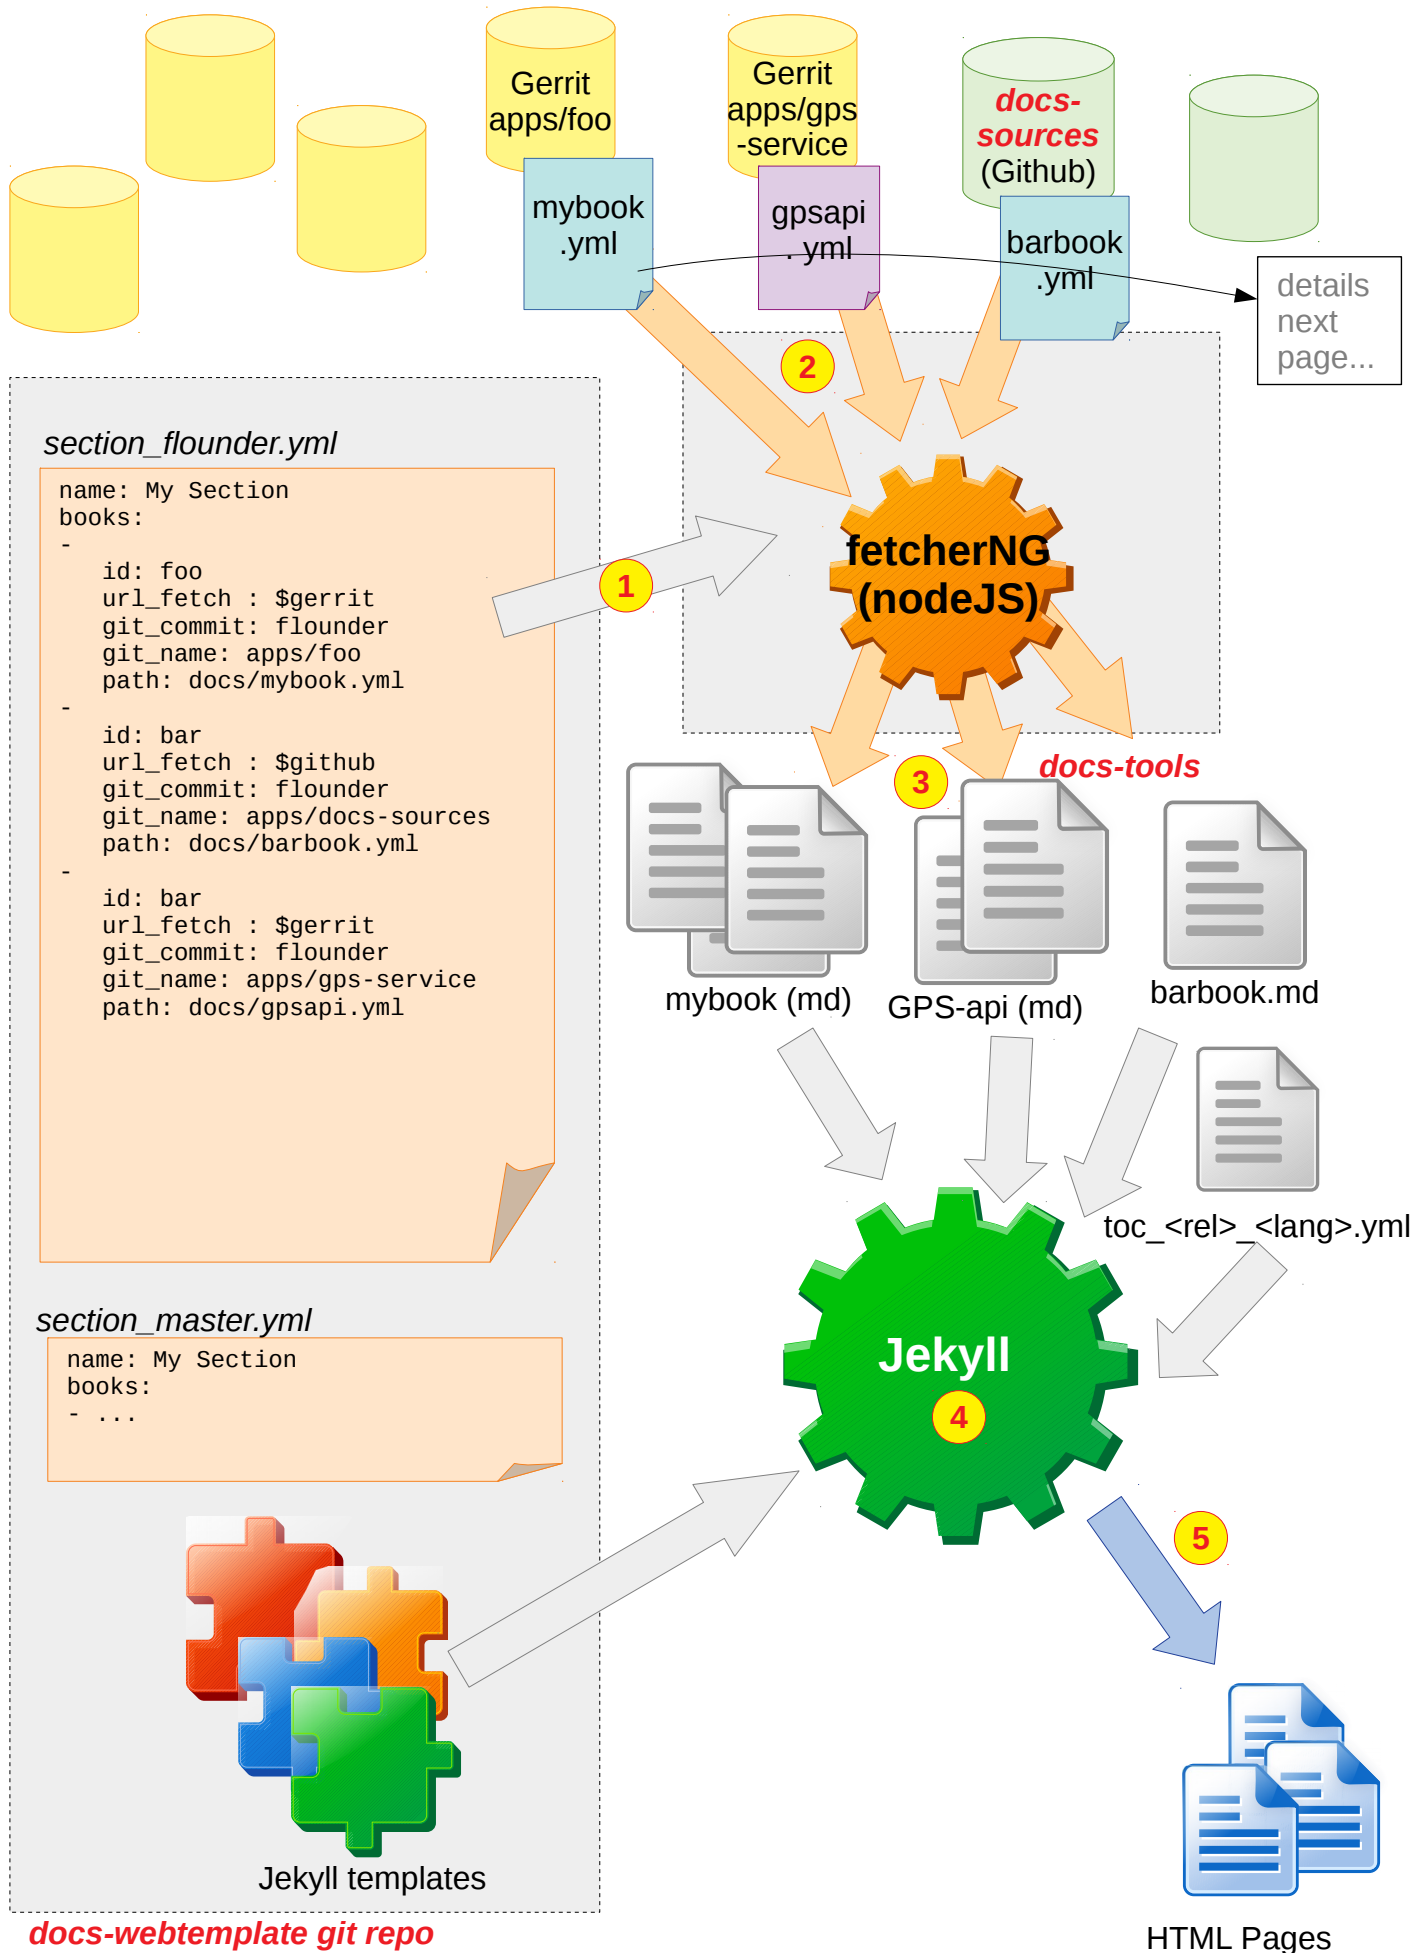 Gerrit
apps/foo
Gerrit
apps/gps
-service
docs-
sources
(Github)
mybook
.yml
gpsapi
. yml
barbook
.yml
details
next
page...
2
section_flounder.yml
name: My Section
books:
-
id: foo
url_fetch : $gerrit
git_commit: flounder
git_name: apps/foo
path: docs/mybook.yml
-
id: bar
url_fetch : $github
git_commit: flounder
git_name: apps/docs-sources
path: docs/barbook.yml
-
id: bar
url_fetch : $gerrit
git_commit: flounder
git_name: apps/gps-service
path: docs/gpsapi.yml
1
fetcherNG
(nodeJS)
docs-tools
3
mybook (md)
GPS-api (md)
barbook.md
toc_<rel>_<lang>.yml
section_master.yml
name: My Section
books:
- ...
Jekyll
4
5
Jekyll templates
docs-webtemplate git repo
HTML Pages